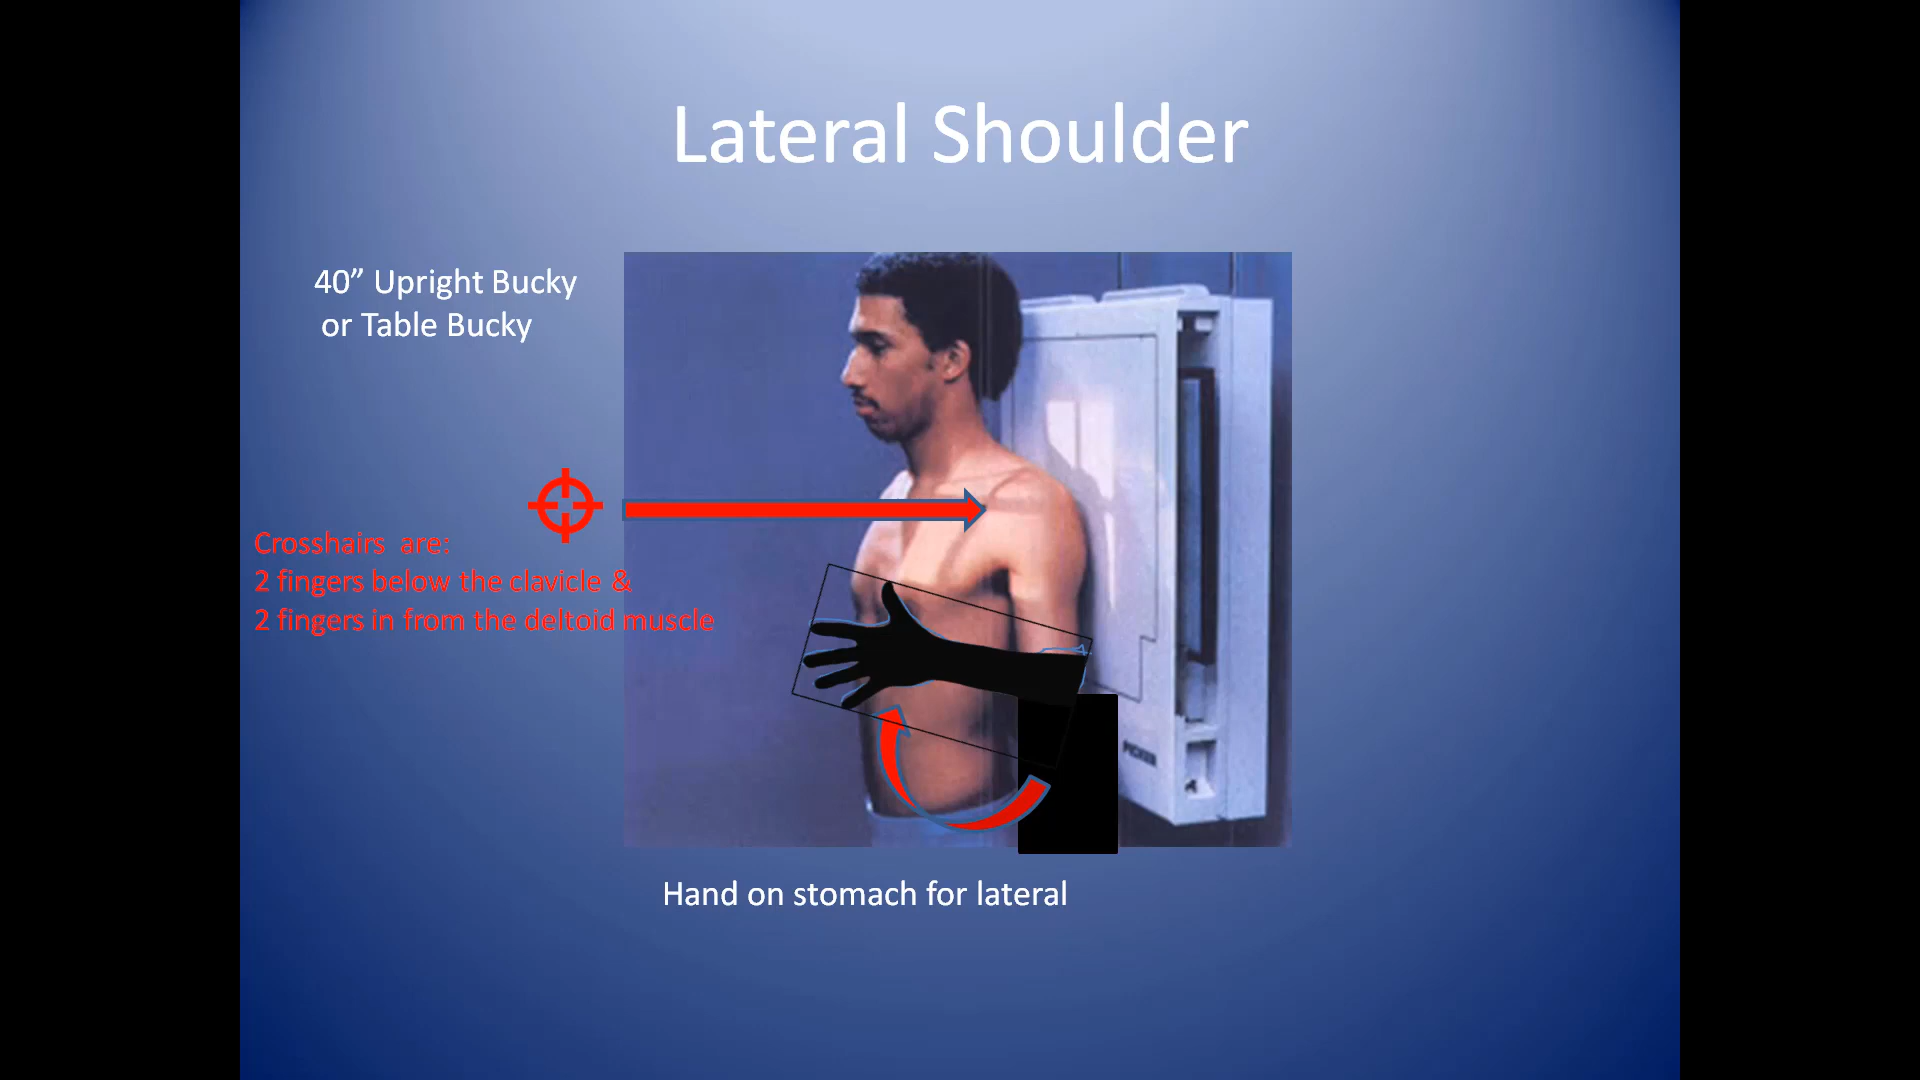 Lateral Shoulder
40” Upright Bucky
or Table Bucky
Crosshairs are:
2 fingers below the clavicle &
2 fingers in from the deltoid muscle
PICKER
Hand on stomach for lateral